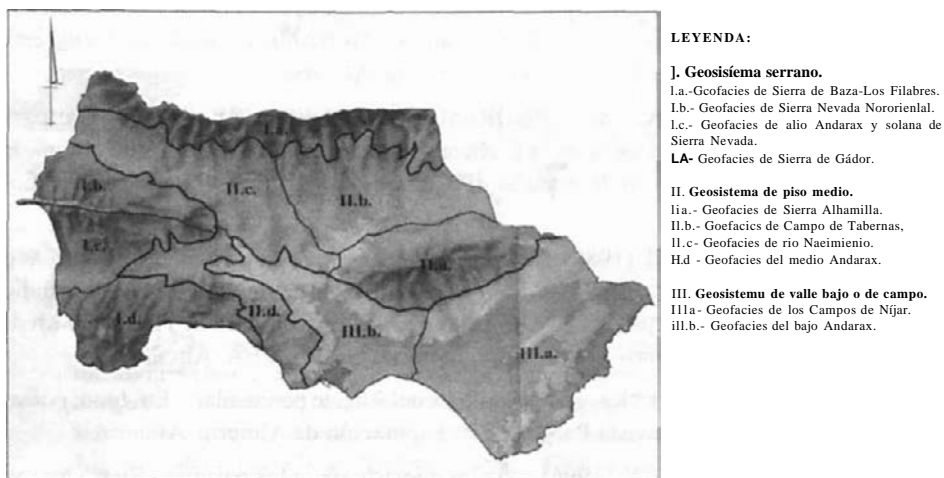 I.a.
I.b.
II.c.
II.b.
I.c.
II.a.
I.d.
II.d.
III.b.
III.a.
LEYENDA:
]. Geosisíema serrano.
l.a.-Gcofacies de Sierra de Baza-Los Filabres.
I.b.- Geofacies de Sierra Nevada Nororienlal.
l.c.- Geofacies de alio Andarax y solana de
Sierra Nevada.
LA- Geofacies de Sierra de Gádor.
II. Geosistema de piso medio.
lia.- Geofacies de Sierra Alhamilla.
II.b.- Goefacics de Campo de Tabernas,
ll.c- Geofacies de rio Naeimienio.
H.d - Geofacies del medio Andarax.
III. Geosistemu de valle bajo o de campo.
IIIa- Geofacies de los Campos de Níjar.
ill.b.- Geofacies del bajo Andarax.